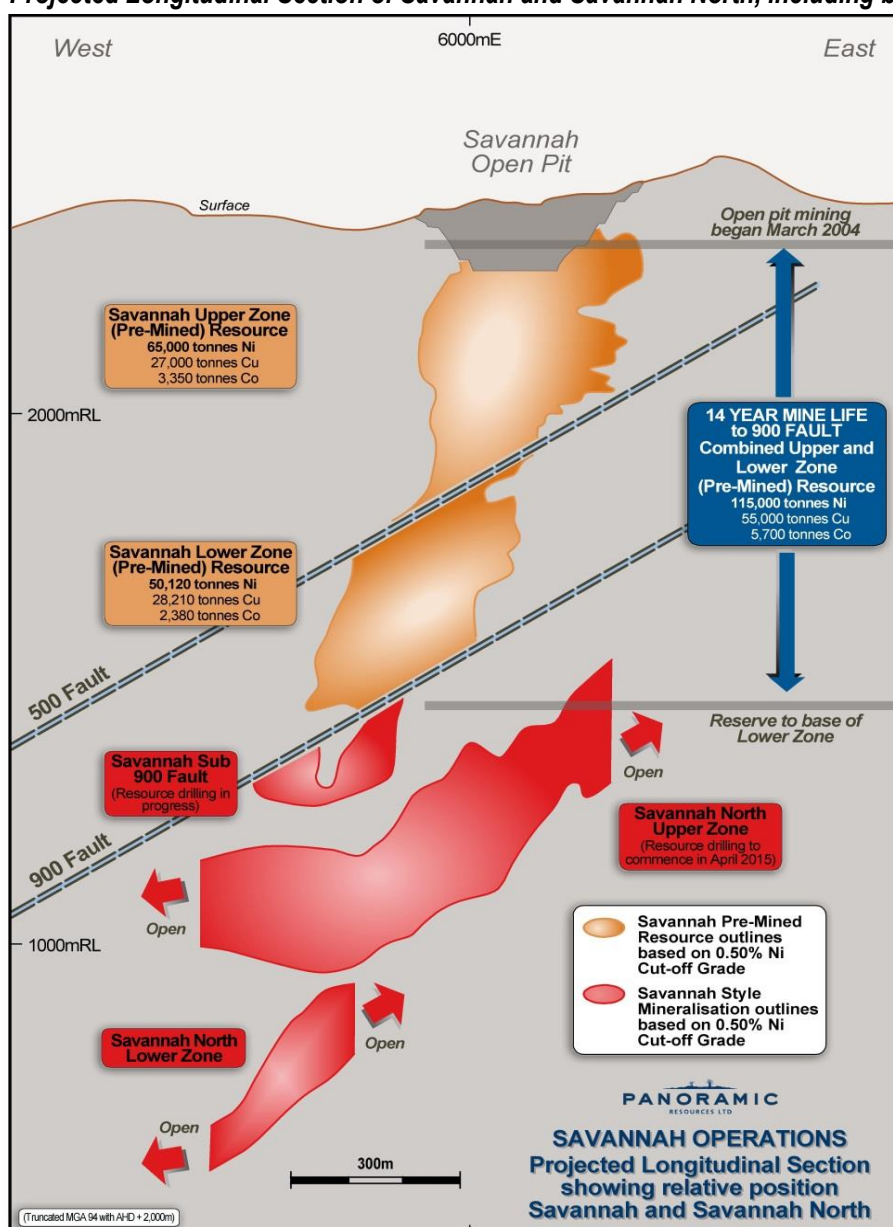 Projected Longitudinal Section of Savannah and Savannah North, including b
6000mE
West
East
Savannah
Open Pit
Surface
Open pit mining
began March 2004
Savannah Upper Zone
(Pre-Mined) Resource
65,000 tonnes Ni
27,000 tonnes Cu
3,350 tonnes Co
2000mRL
14 YEAR MINE LIFE
to 900 FAULT
Combined Upper and
Lower Zone
(Pre-Mined) Resource
115,000 tonnes Ni
55,000 tonnes Cu
5,700 tonnes Co
Savannah Lower Zone
(Pre-Mined) Resource
50,120 tonnes Ni
28,210 tonnes Cu
2,380 tonnes Co
500 Fault
Reserve to base of
Lower Zone
Savannah Sub
900 Fault
(Resource drilling in
progress)
Open
Savannah North
Upper Zone
(Resource drilling to
commence in April 2015)
900 Fault
Open
1000mRL
Savannah Pre-Mined
Resource outlines
based on 0.50% Ni
Cut-off Grade
Savannah Style
Mineralisation outlines
based on 0.50% Ni
Cut-off Grade
Savannah North
Lower Zone
Open
Open
PANORAMIC
RESOURCES LTD
SAVANNAH OPERATIONS
Projected Longitudinal Section
showing relative position
Savannah and Savannah North
300m
(Truncated MGA 94 with AHD + 2,000m)